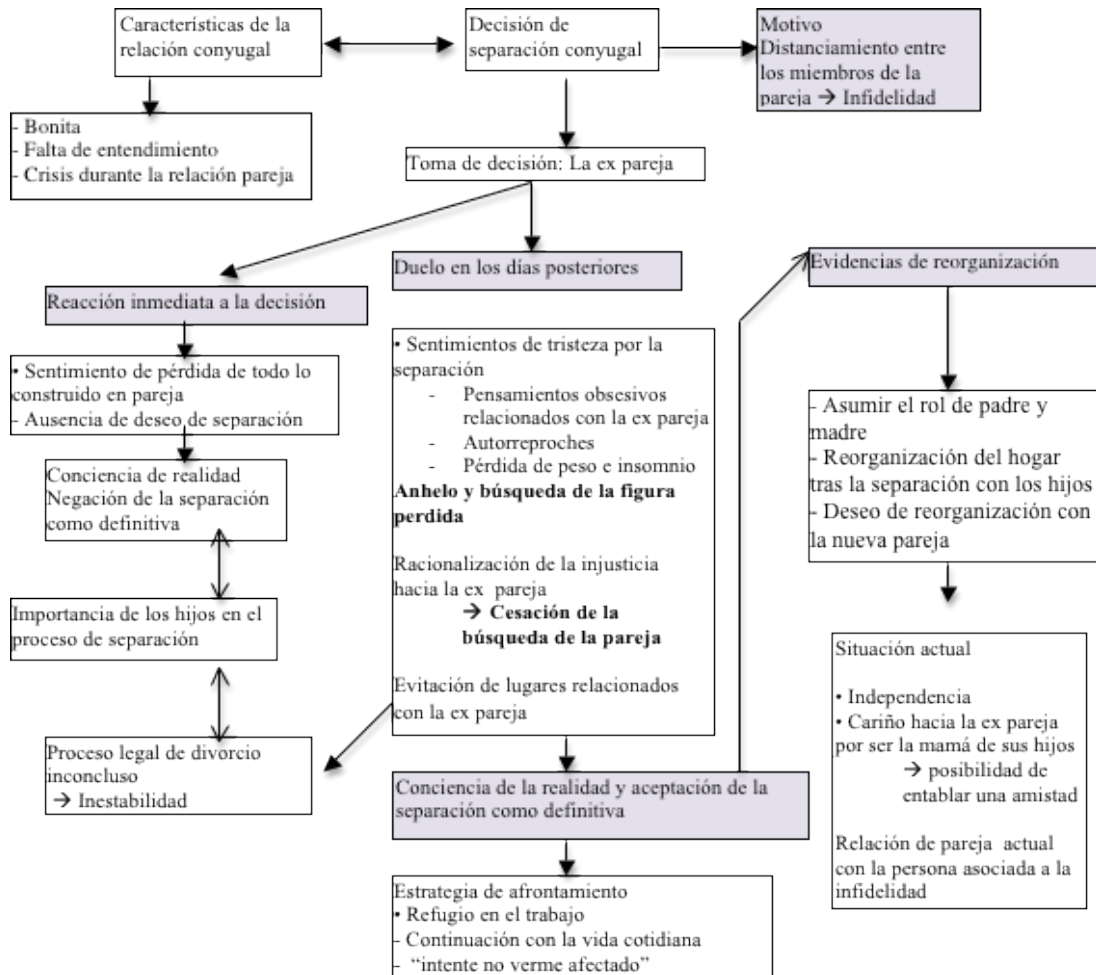 Características de la
relación conyugal
Decisión de
separación conyugal
Motivo
Distanciamiento entre
los miembros de la
pareja → Infidelidad
- Bonita
- Falta de entendimiento
- Crisis durante la relación pareja
Toma de decisión: La ex pareja
Duelo en los días posteriores
Evidencias de reorganización
Reacción inmediata a la decisión
• Sentimiento de pérdida de todo lo
construido en pareja
- Ausencia de deseo de separación
Conciencia de realidad
Negación de la separación
como definitiva
Importancia de los hijos en el
proceso de separación
Proceso legal de divorcio
inconcluso
→ Inestabilidad
• Sentimientos de tristeza por la
separación
- Pensamientos obsesivos
relacionados con la ex pareja
- Autorreproches
- Pérdida de peso e insomnio
Anhelo y búsqueda de la figura
perdida
Racionalización de la injusticia
hacia la ex pareja
→ Cesación de la
búsqueda de la pareja
Evitación de lugares relacionados
con la ex pareja
Conciencia de la realidad y aceptación de la
separación como definitiva
Estrategia de afrontamiento
• Refugio en el trabajo
- Continuación con la vida cotidiana
- “intente no verme afectado”
- Asumir el rol de padre y
madre
- Reorganización del hogar
tras la separación con los hijos
- Deseo de reorganización con
la nueva pareja
Situación actual
• Independencia
• Cariño hacia la ex pareja
por ser la mamá de sus hijos
→ posibilidad de
entablar una amistad
Relación de pareja actual
con la persona asociada a la
infidelidad